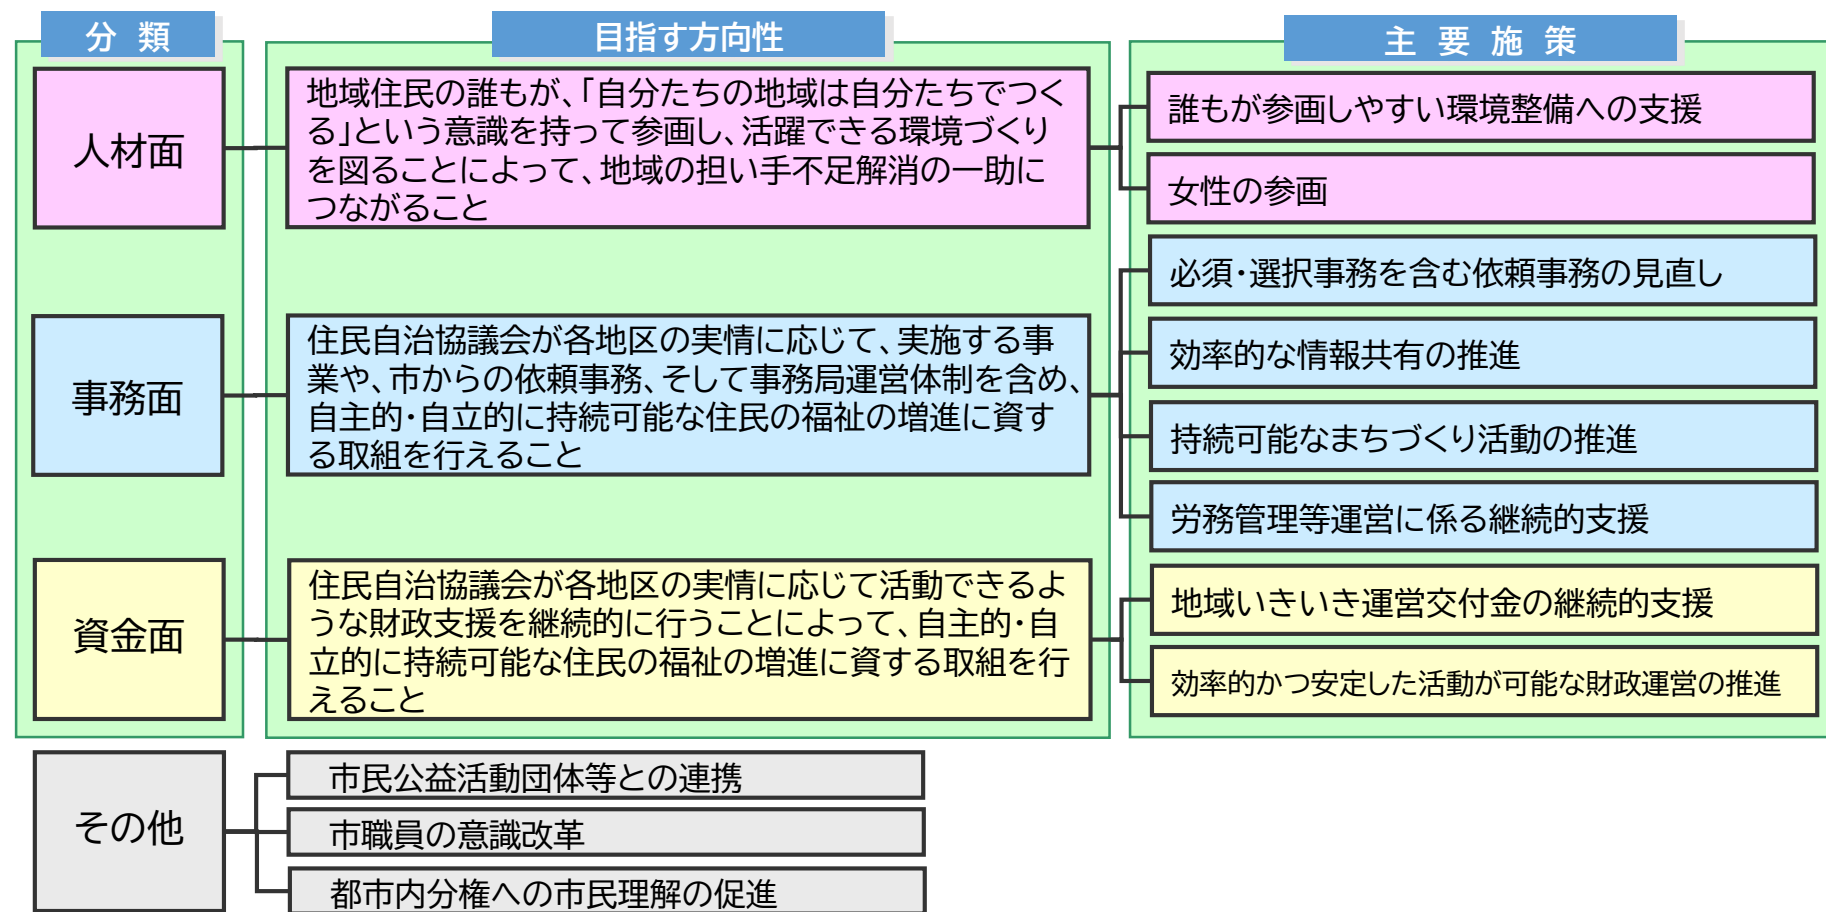 分 類
目指す方向性
主 要 施 策
人材面
地域住民の誰もが、「自分たちの地域は自分たちでつく
る」という意識を持って参画し、活躍できる環境づくり
を図ることによって、地域の担い手不足解消の一助に
つながること
誰もが参画しやすい環境整備への支援
女性の参画
事務面
住民自治協議会が各地区の実情に応じて、実施する事
業や、市からの依頼事務、そして事務局運営体制を含め、
自主的・自立的に持続可能な住民の福祉の増進に資す
る取組を行えること
必須・選択事務を含む依頼事務の見直し
効率的な情報共有の推進
持続可能なまちづくり活動の推進
労務管理等運営に係る継続的支援
資金面
住民自治協議会が各地区の実情に応じて活動できるよ
うな財政支援を継続的に行うことによって、自主的・自
立的に持続可能な住民の福祉の増進に資する取組を行
えること
地域いきいき運営交付金の継続的支援
効率的かつ安定した活動が可能な財政運営の推進
その他
市民公益活動団体等との連携
市職員の意識改革
都市内分権への市民理解の促進